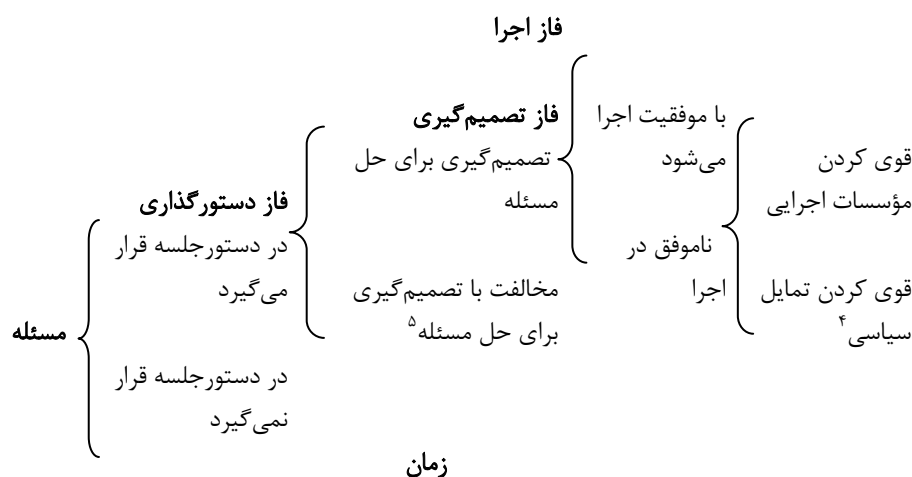 فاز اجرا
فاز تصمیم‌گیری
تصمیم‌گیری برای حل
مسئله
با موفقیت اجرا
می‌شود
قوی کردن
مؤسسات اجرایی
فاز دستورگذاری
در دستورجلسه قرار
می‌گیرد
ناموفق در
اجرا
قوی کردن تمایل
سیاسی۴
مخالفت با تصمیم‌گیری
برای حل مسئله۵
مسئله
در دستورجلسه قرار
نمی‌گیرد
زمان